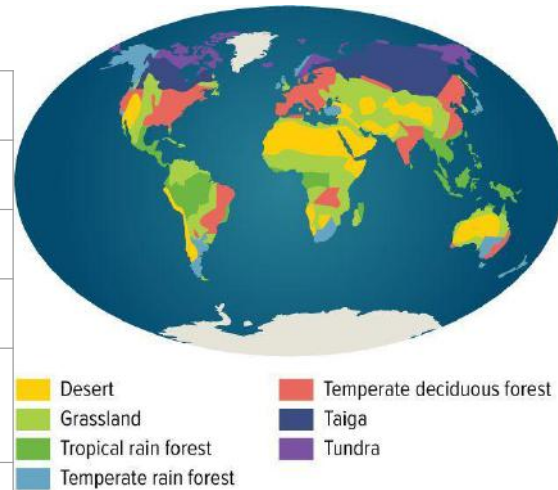 Desert
Grassland
Tropical rain forest
Temperate rain forest
Temperate deciduous forest
Taiga
Tundra